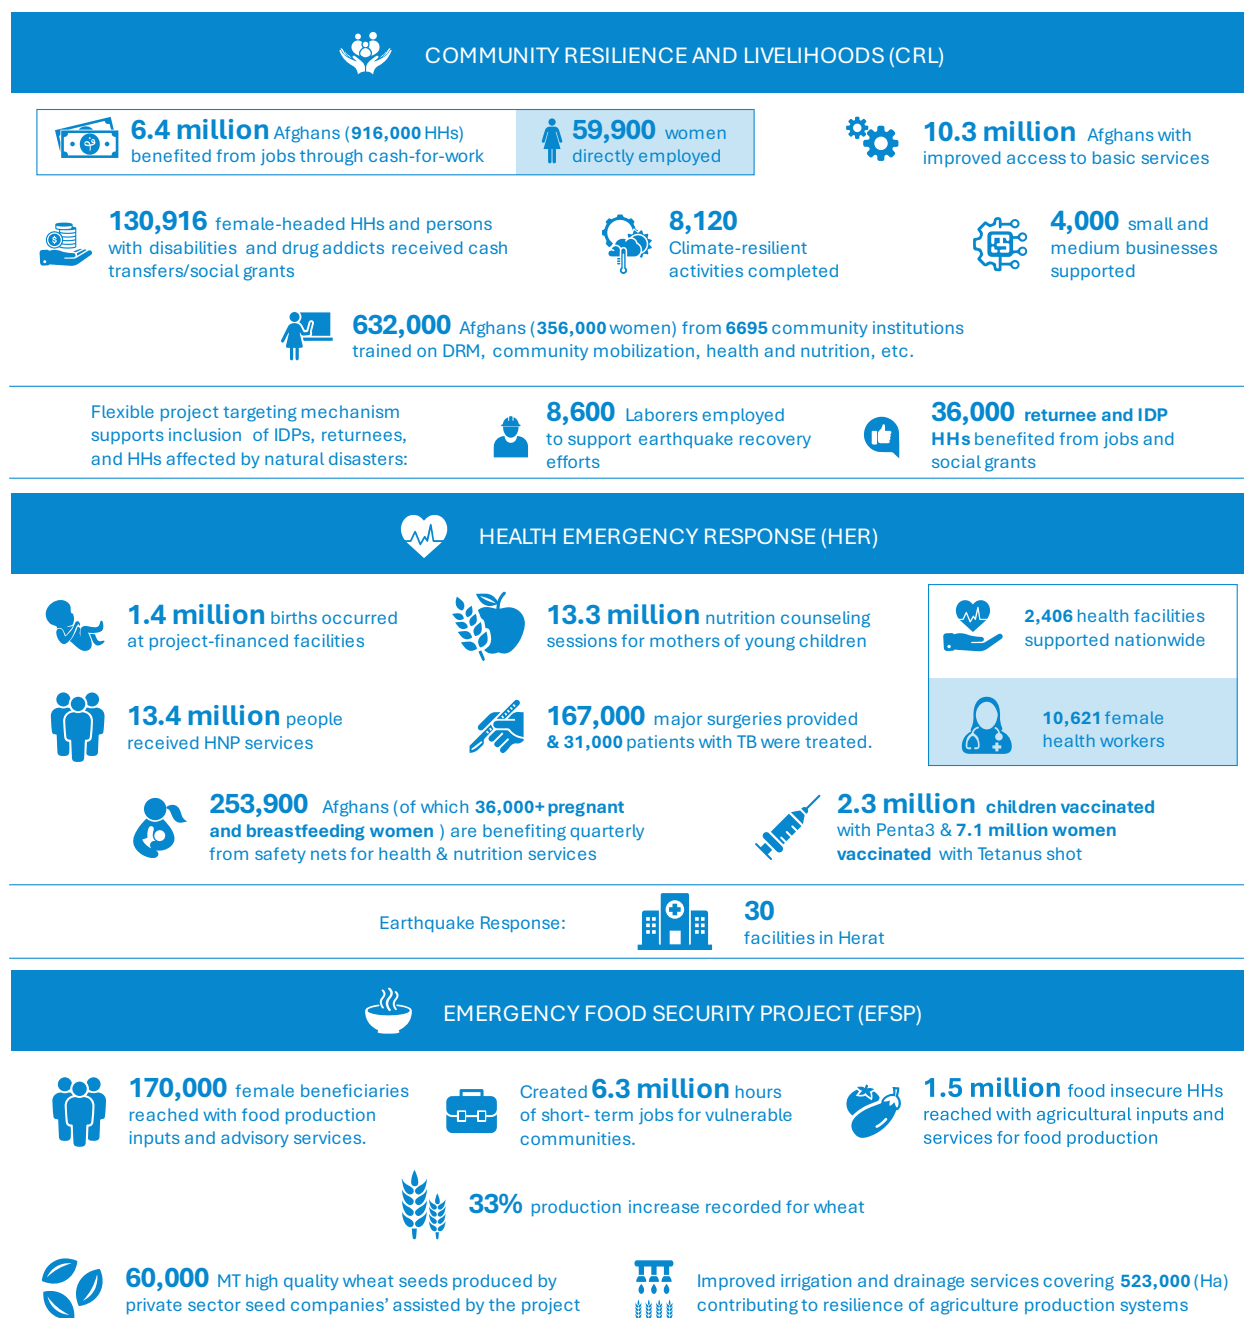 COMMUNITY RESILIENCE AND LIVELIHOODS (CRL)
6.4 million Afghans (916,000 HHs)
benefited from jobs through cash-for-work
59,900 women
directly employed
10.3 million Afghans with
improved access to basic services
130,916 female-headed HHs and persons
with disabilities and drug addicts received cash
transfers/social grants
8,120
Climate-resilient
activities completed
4,000 small and
medium businesses
supported
632,000 Afghans (356,000 women) from 6695 community institutions
trained on DRM, community mobilization, health and nutrition, etc.
Flexible project targeting mechanism
supports inclusion of IDPs, returnees,
and HHs affected by natural disasters:
8,600 Laborers employed
to support earthquake recovery
efforts
36,000 returnee and IDP
HHs benefited from jobs and
social grants
HEALTH EMERGENCY RESPONSE (HER)
1.4 million births occurred
at project-financed facilities
13.3 million nutrition counseling
sessions for mothers of young children
2,406 health facilities
supported nationwide
13.4 million people
received HNP services
167,000 major surgeries provided
& 31,000 patients with TB were treated.
10,621 female
health workers
253,900 Afghans (of which 36,000+ pregnant
and breastfeeding women ) are benefiting quarterly
from safety nets for health & nutrition services
2.3 million children vaccinated
with Penta3 & 7.1 million women
vaccinated with Tetanus shot
Earthquake Response:
30
facilities in Herat
EMERGENCY FOOD SECURITY PROJECT (EFSP)
170,000 female beneficiaries
reached with food production
inputs and advisory services.
Created 6.3 million hours
of short- term jobs for vulnerable
communities.
1.5 million food insecure HHs
reached with agricultural inputs and
services for food production
33% production increase recorded for wheat
60,000 MT high quality wheat seeds produced by
private sector seed companies' assisted by the project
Improved irrigation and drainage services covering 523,000 (Ha)
contributing to resilience of agriculture production systems